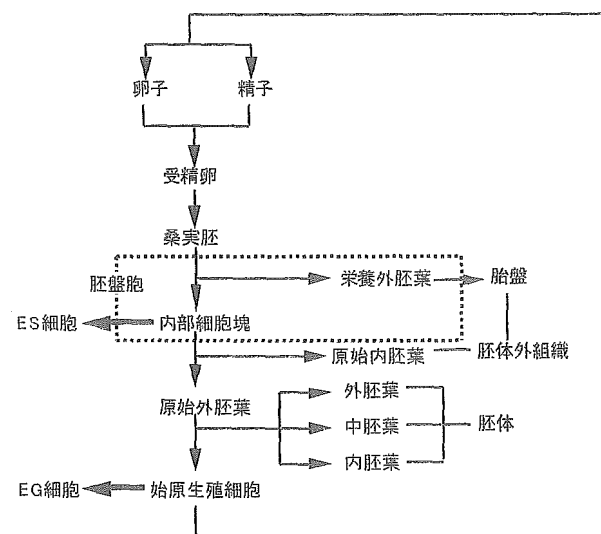 卵子
精子
受精卵
桑実胚
胚盤胞
栄養外胚葉
胎盤
ES細胞
内部細胞塊
原始内胚葉
胚体外組織
原始外胚葉
外胚葉
中胚葉
胚体
内胚葉
EG細胞
始原生殖細胞